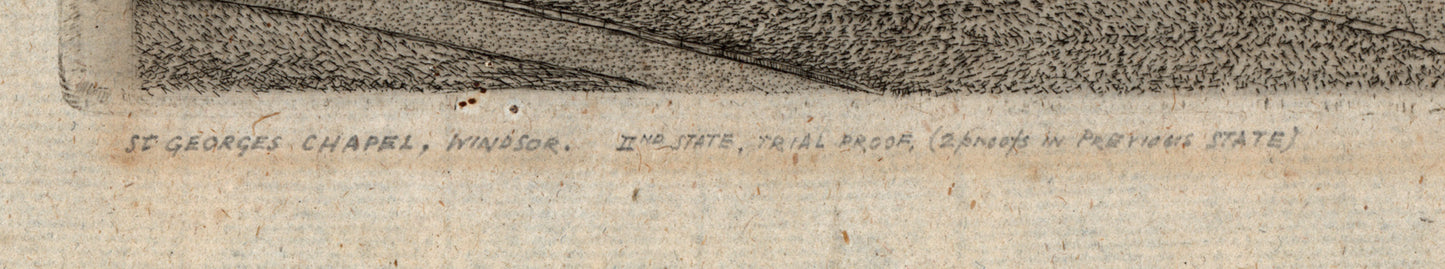 ST GEORGES CHAPEL, WINDSOR. IIND STATE, TRIAL PROOF, (2 proofs in PREVIOUS STATE)